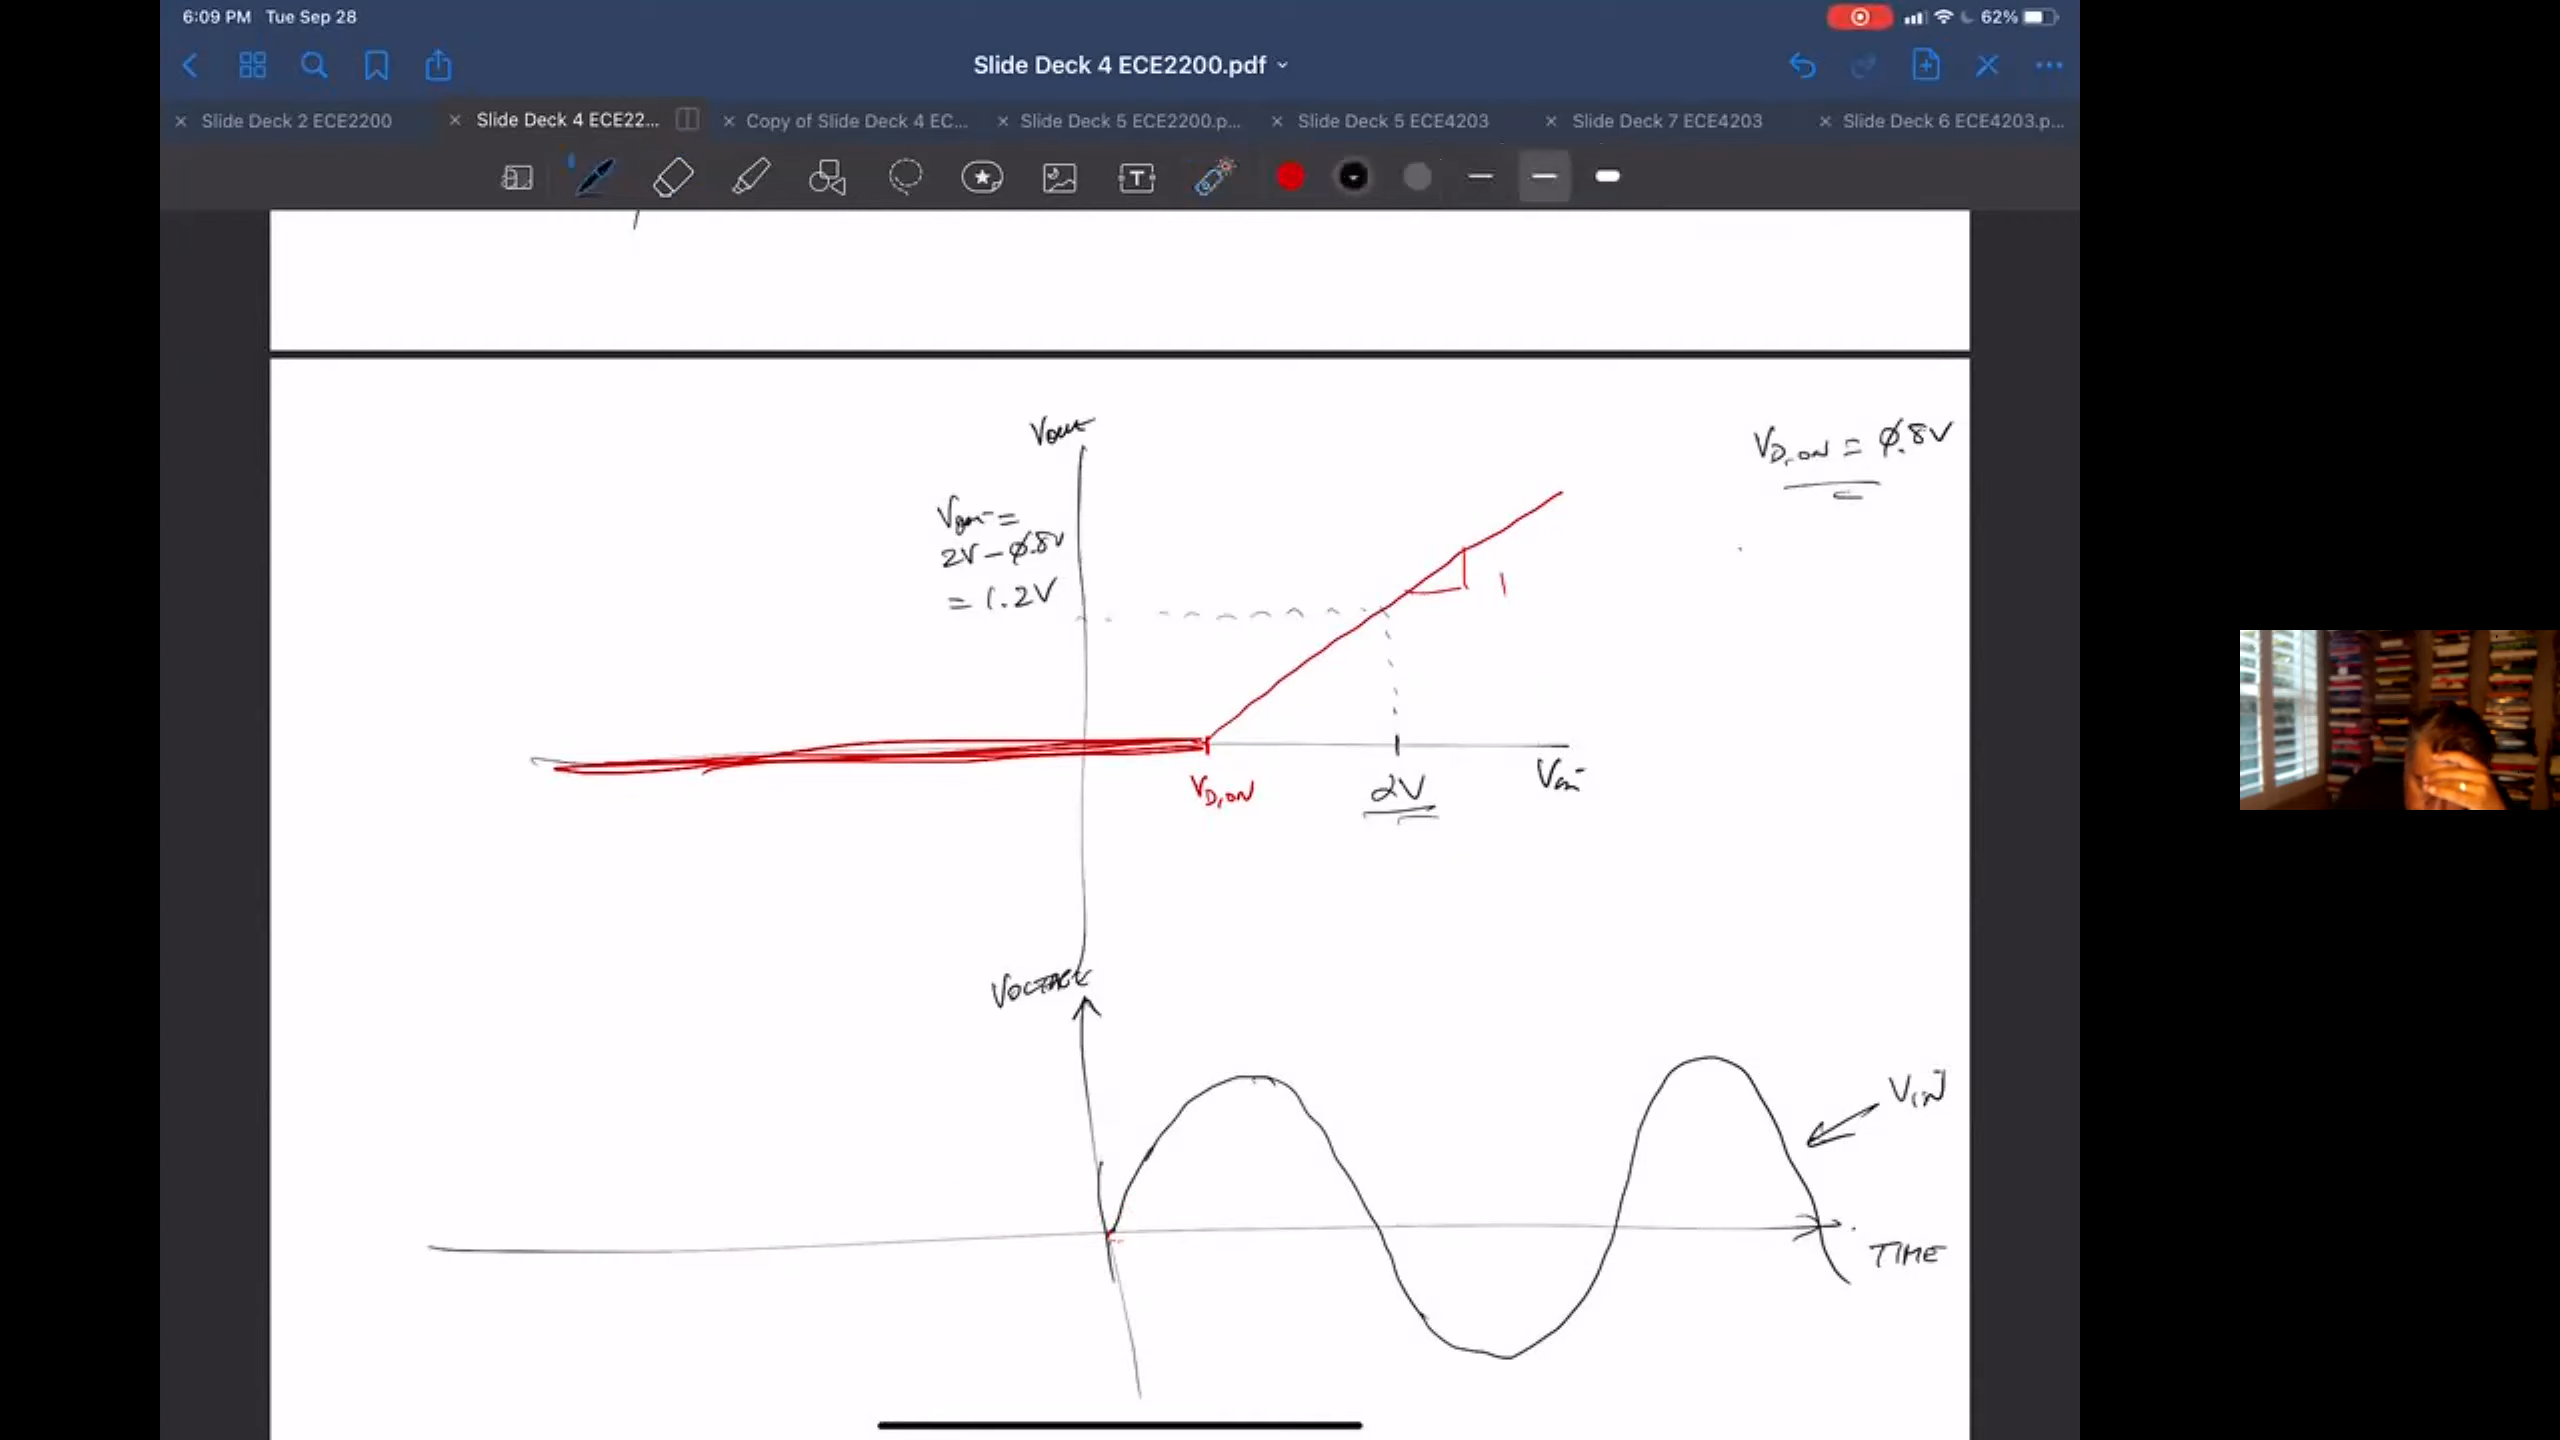 6:09 PM Tue Sep 28
62%
Slide Deck 4 ECE2200.pdf
Slide Deck 2 ECE2200
Slide Deck 4 ECE22...
Copy of Slide Deck 4 EC...
Slide Deck 5 ECE2200.p...
Slide Deck 5 ECE4203
Slide Deck 7 ECE4203
Slide Deck 6 ECE4203.p...
Vout
VD,ON = 0.8V
Vout =
2V - 0.8V
= 1.2V
1
VD,ON
2V
Vin
VOLTAGE
VIN
TIME